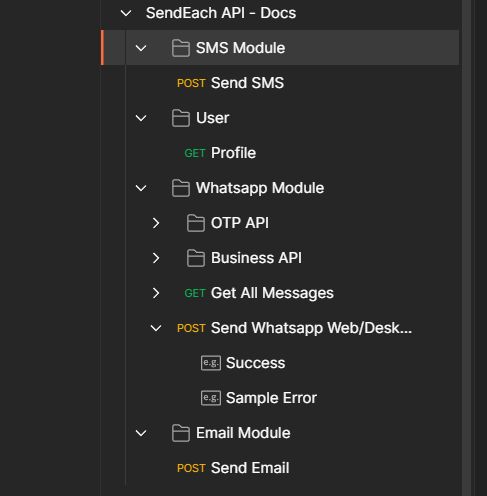 SendEach API - Docs
SMS Module
POST Send SMS
User
GET Profile
Whatsapp Module
OTP API
Business API
GET Get All Messages
POST Send Whatsapp Web/Desk...
e.g. Success
e.g. Sample Error
Email Module
POST Send Email